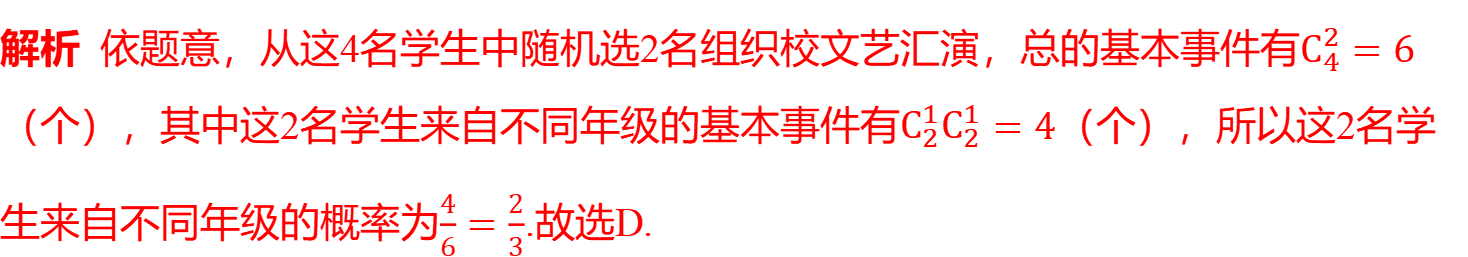 解析 依题意，从这4名学生中随机选2名组织校文艺汇演，总的基本事件有C₄² = 6
（个），其中这2名学生来自不同年级的基本事件有C₂¹C₂¹ = 4（个），所以这2名学
生来自不同年级的概率为4/6 = 2/3.故选D.